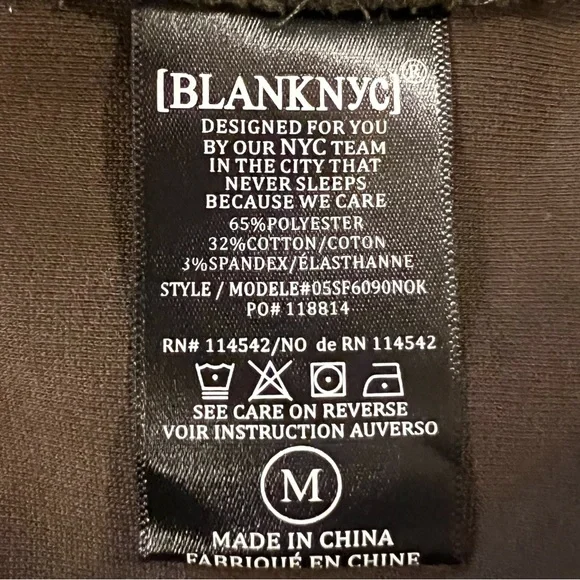 [BLANKNYC]®
DESIGNED FOR YOU
BY OUR NYC TEAM
IN THE CITY THAT
NEVER SLEEPS
BECAUSE WE CARE
65%POLYESTER
32%COTTON/COTON
3%SPANDEX/ÉLASTHANNE
STYLE / MODELE#05SF6090NOK
PO# 118814
RN# 114542/NO de RN 114542
SEE CARE ON REVERSE
VOIR INSTRUCTION AUVERSO
M
MADE IN CHINA
FABRIQUÉ EN CHINE